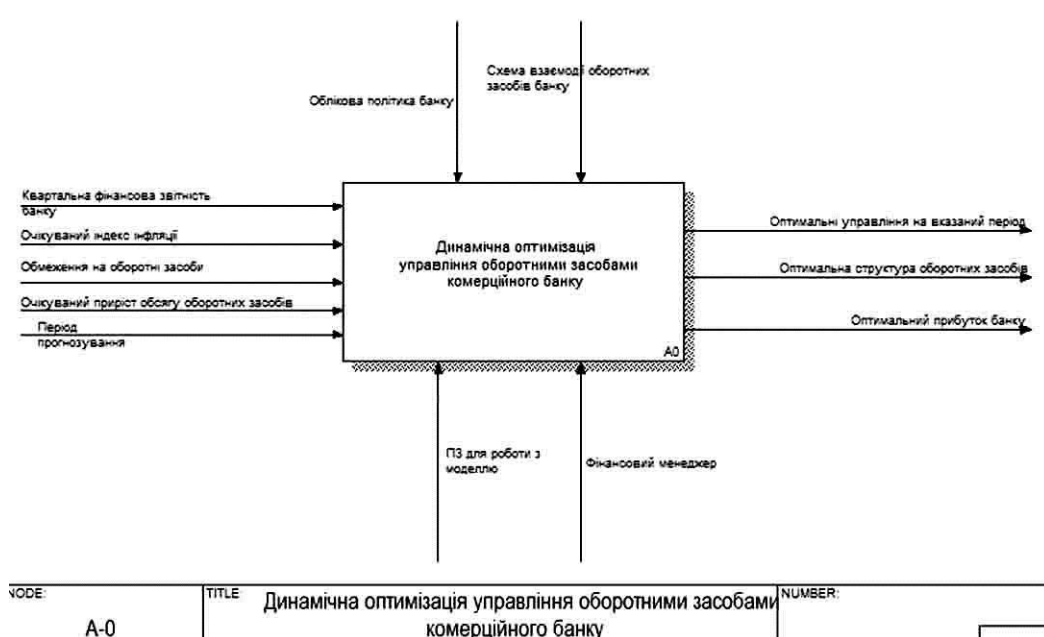 Схема взаємодії оборотних
засобів банку
Облікова політика банку
Квартальна фінансова звітність
банку
Очікуваний індекс інфляції
Обмеження на оборотні засоби
Очікуваний приріст обсягу оборотних засобів
Період
прогнозування
Динамічна оптимізація
управління оборотними засобами
комерційного банку
A0
Оптимальні управління на вказаний період
Оптимальна структура оборотних засобів
Оптимальний прибуток банку
ПЗ для роботи з
моделлю
Фінансовий менеджер
NODE:
A-0
TITLE
Динамічна оптимізація управління оборотними засобами
комерційного банку
NUMBER: